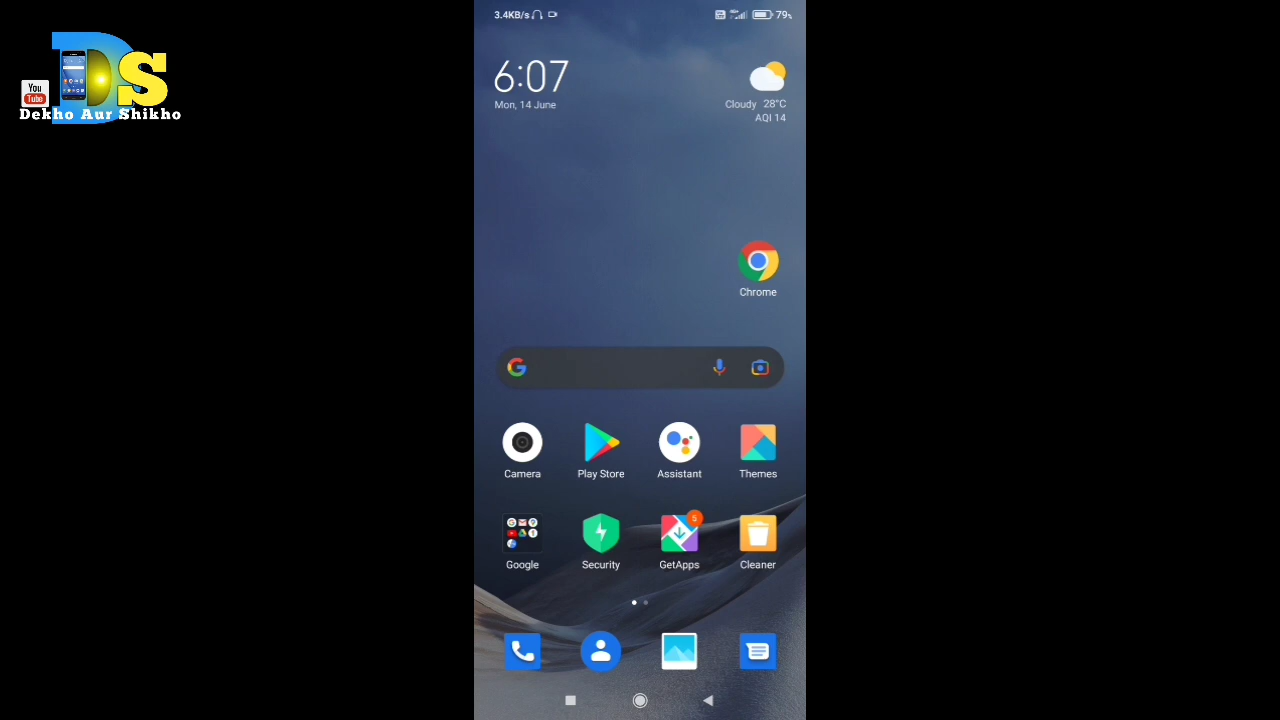 3.4KB/s
79%
You
Tube
DS
Dekho Aur Shikho
6:07
Mon, 14 June
Cloudy 28°C
AQI 14
Chrome
Camera
Play Store
Assistant
Themes
5
Google
Security
GetApps
Cleaner